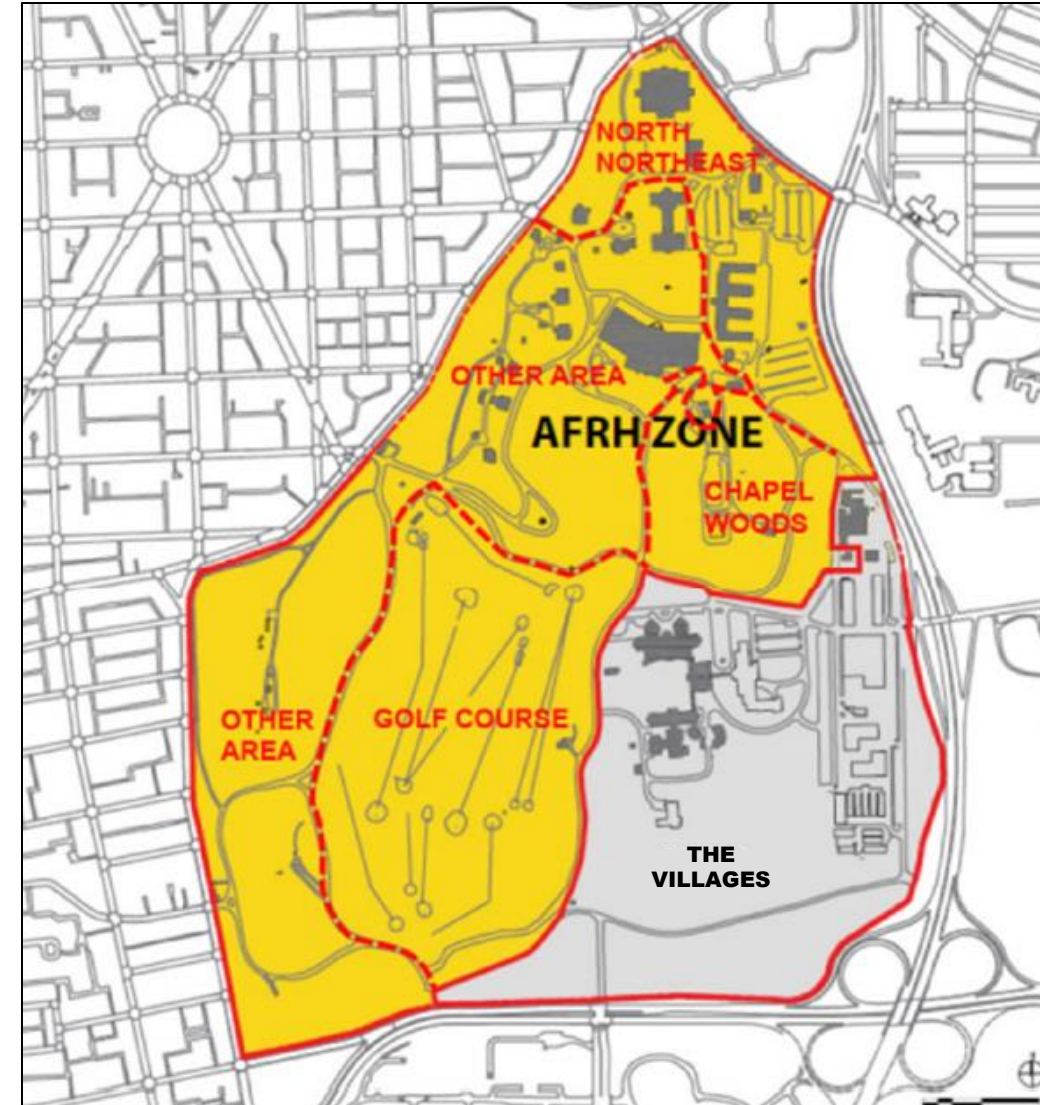 NORTH
NORTHEAST
OTHER AREA
AFRH ZONE
CHAPEL
WOODS
OTHER
AREA
GOLF COURSE
THE
VILLAGES